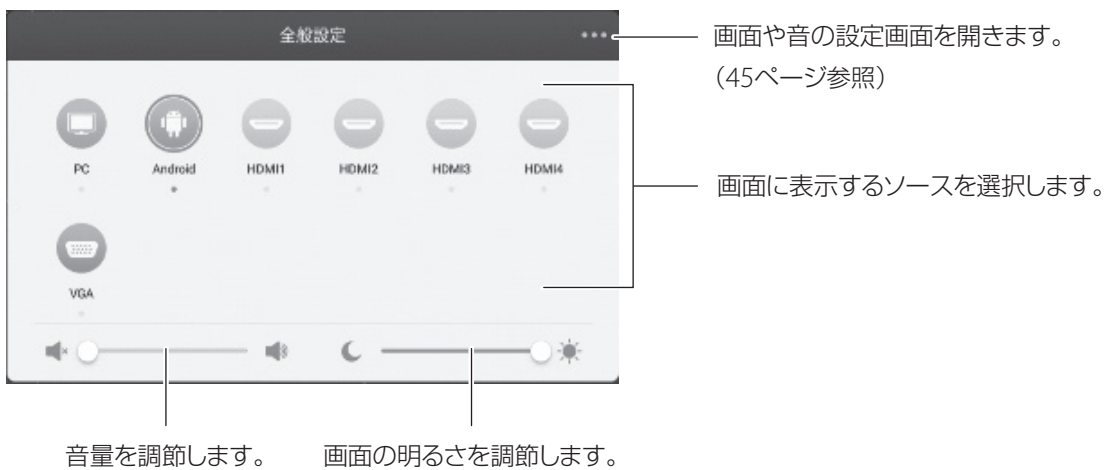 全般設定
画面や音の設定画面を開きます。
（45ページ参照）
PC Android HDMI1 HDMI2 HDMI3 HDMI4
画面に表示するソースを選択します。
VGA
音量を調節します。 画面の明るさを調節します。